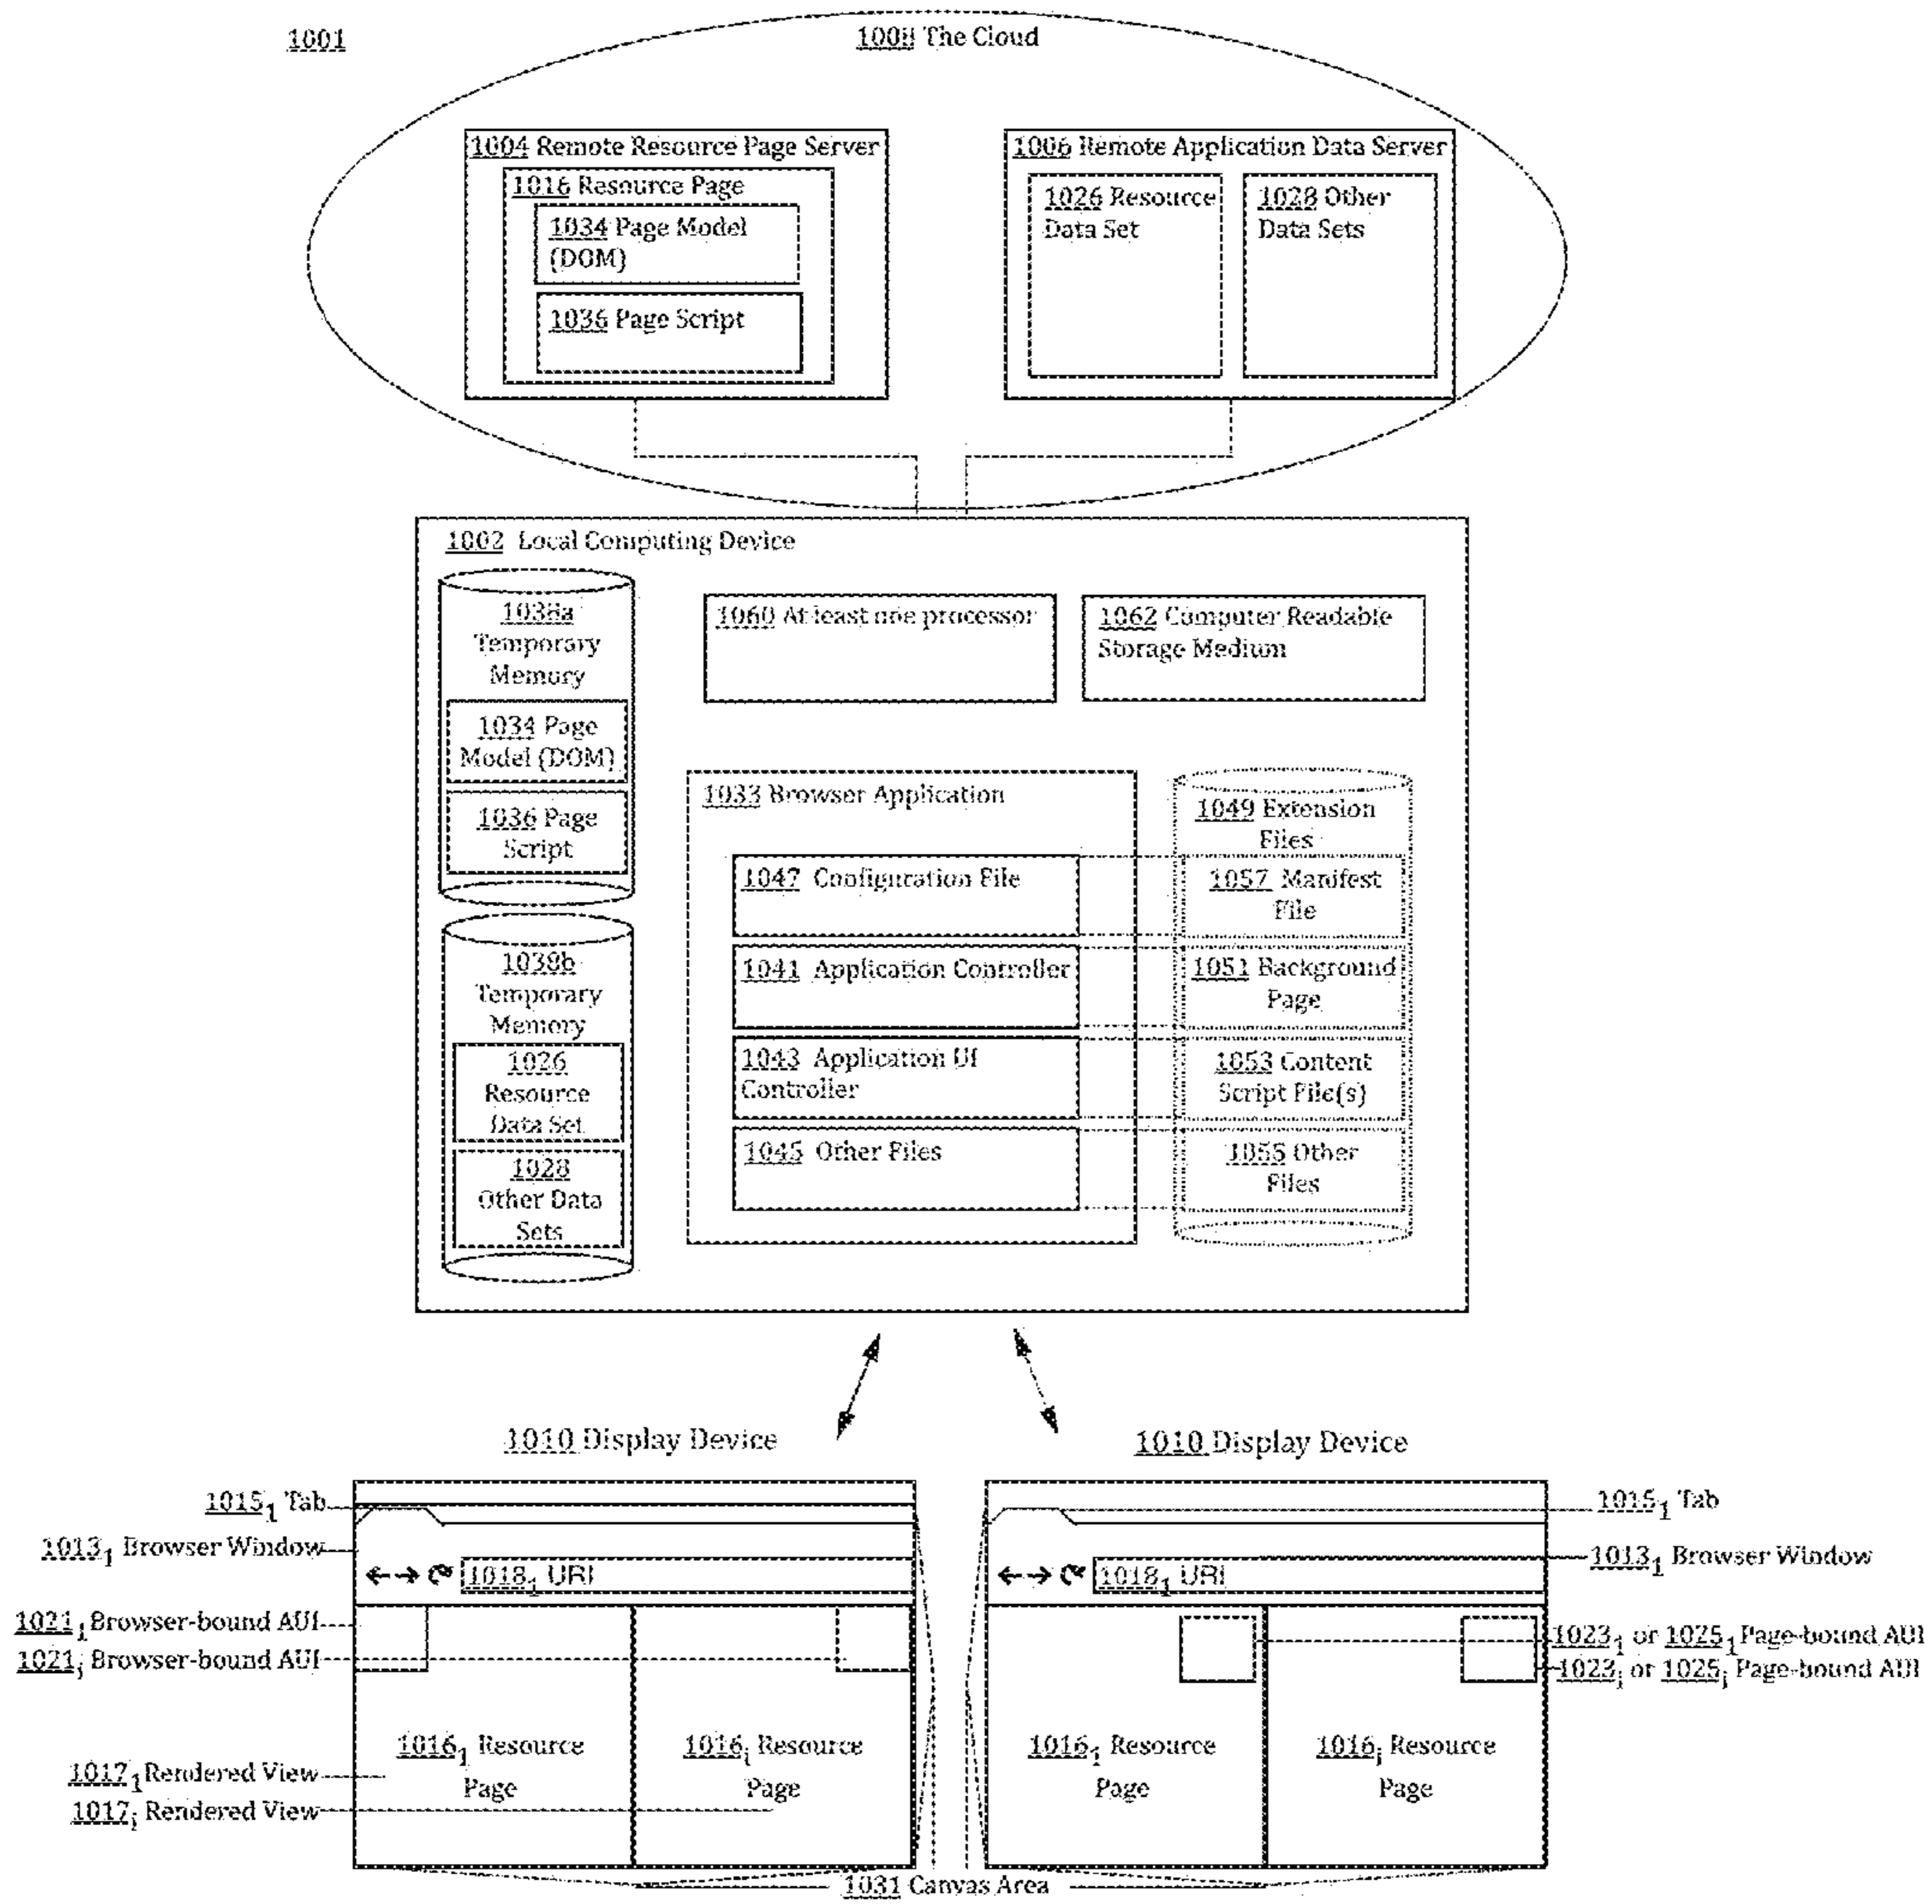 1001
1008 The Cloud
1004 Remote Resource Page Server
1016 Resource Page
1034 Page Model
(DOM)
1036 Page Script
1006 Remote Application Data Server
1026 Resource
Data Set
1028 Other
Data Sets
1002 Local Computing Device
1038a
Temporary
Memory
1034 Page
Model (DOM)
1036 Page
Script
1038b
Temporary
Memory
1026
Resource
Data Set
1028
Other Data
Sets
1060 At least one processor
1062 Computer Readable
Storage Medium
1033 Browser Application
1047 Configuration File
1041 Application Controller
1043 Application UI
Controller
1045 Other Files
1049 Extension
Files
1057 Manifest
File
1051 Background
Page
1053 Content
Script File(s)
1055 Other
Files
1010 Display Device
1015₁ Tab
1013₁ Browser Window
1018₁ URI
1021₁ Browser-bound AUI
1021ᵢ Browser-bound AUI
1016₁ Resource
Page
1016ᵢ Resource
Page
1017₁ Rendered View
1017ᵢ Rendered View
1010 Display Device
1015₁ Tab
1013₁ Browser Window
1018₁ URI
1023₁ or 1025₁ Page-bound AUI
1023ᵢ or 1025ᵢ Page-bound AUI
1016₁ Resource
Page
1016ᵢ Resource
Page
1031 Canvas Area